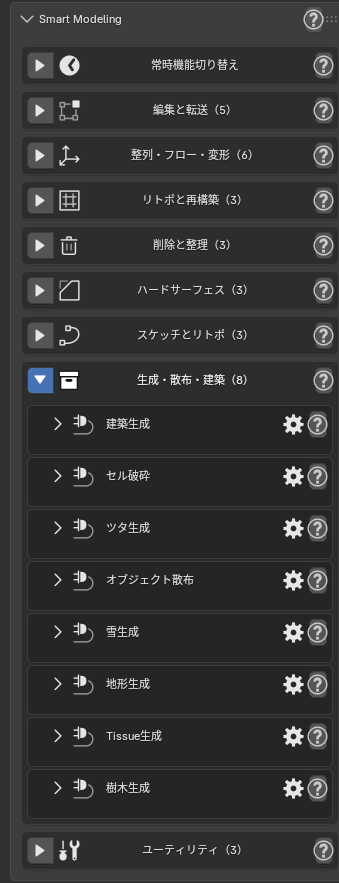 Smart Modeling
常時機能切り替え
編集と転送（5）
整列・フロー・変形（6）
リトポと再構築（3）
削除と整理（3）
ハードサーフェス（3）
スケッチとリトポ（3）
生成・散布・建築（8）
建築生成
セル破砕
ツタ生成
オブジェクト散布
雪生成
地形生成
Tissue生成
樹木生成
ユーティリティ（3）